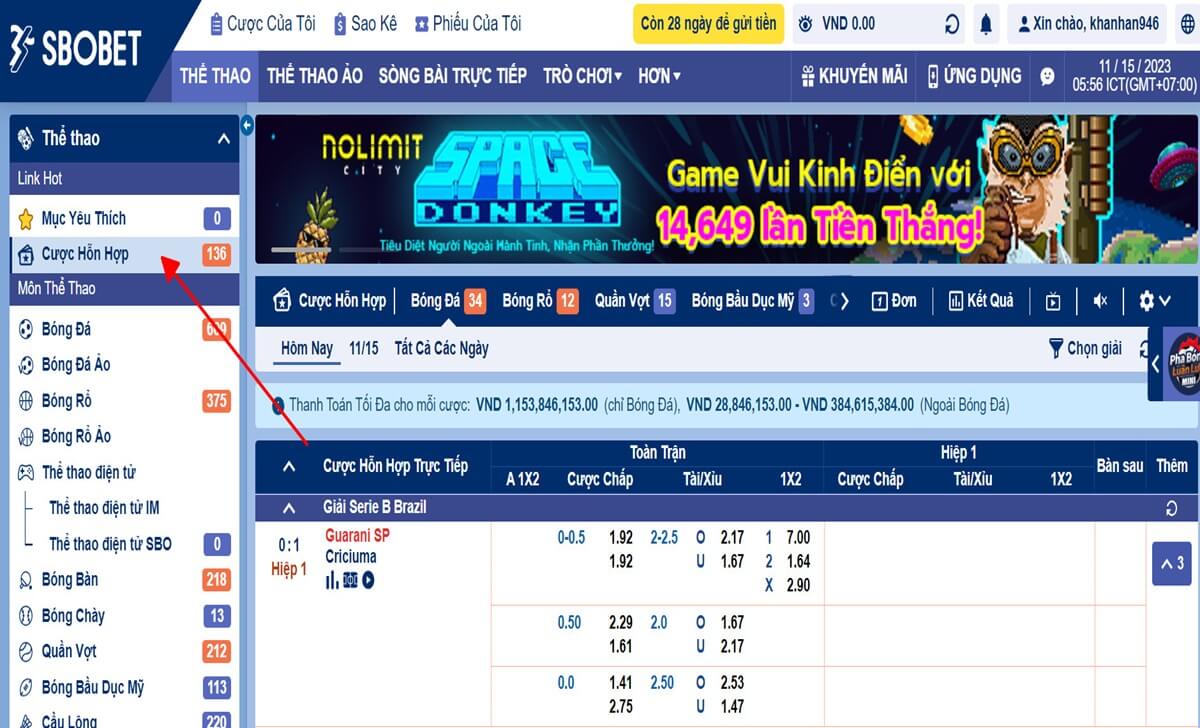 SBOBET
Cược Của Tôi Sao Kê Phiếu Của Tôi
Còn 28 ngày để gửi tiền VND 0.00 Xin chào, khanhan946
THỂ THAO THỂ THAO ẢO SÒNG BÀI TRỰC TIẾP TRÒ CHƠI HƠN KHUYẾN MÃI ỨNG DỤNG
11 / 15 / 2023
05:56 ICT(GMT+07:00)
Thể thao
Link Hot
Mục Yêu Thích 0
Cược Hỗn Hợp 136
Môn Thể Thao
Bóng Đá
Bóng Đá Ảo
Bóng Rổ 375
Bóng Rổ Ảo
Thể thao điện tử
Thể thao điện tử IM
Thể thao điện tử SBO 0
Bóng Bàn 218
Bóng Chày 13
Quần Vợt 212
Bóng Bầu Dục Mỹ 113
Cầu Lông 220
NOLIMIT
CITY
SPACE
DONKEY
Tiêu Diệt Người Ngoài Hành Tinh, Nhận Phần Thưởng!
Game Vui Kinh Điển với
14,649 lần Tiền Thắng!
Cược Hỗn Hợp Bóng Đá 34 Bóng Rổ 12 Quần Vợt 15 Bóng Bầu Dục Mỹ 3 1 Đơn Kết Quả
Hôm Nay 11/15 Tất Cả Các Ngày Chọn giải
Thanh Toán Tối Đa cho mỗi cược: VND 1,153,846,153.00 (chỉ Bóng Đá), VND 28,846,153.00 - VND 384,615,384.00 (Ngoài Bóng Đá)
MINI
Cược Hỗn Hợp Trực Tiếp Toàn Trận Hiệp 1 Bàn sau Thêm
A 1X2 Cược Chấp Tài/Xỉu 1X2 Cược Chấp Tài/Xỉu 1X2
Giải Serie B Brazil
0 : 1
Hiệp 1
Guarani SP
Criciuma
0-0.5 1.92 2-2.5 O 2.17 1 7.00
1.92 U 1.67 2 1.64
X 2.90
3
0.50 2.29 2.0 O 1.67
1.61 U 2.17
0.0 1.41 2.50 O 2.53
2.75 U 1.47